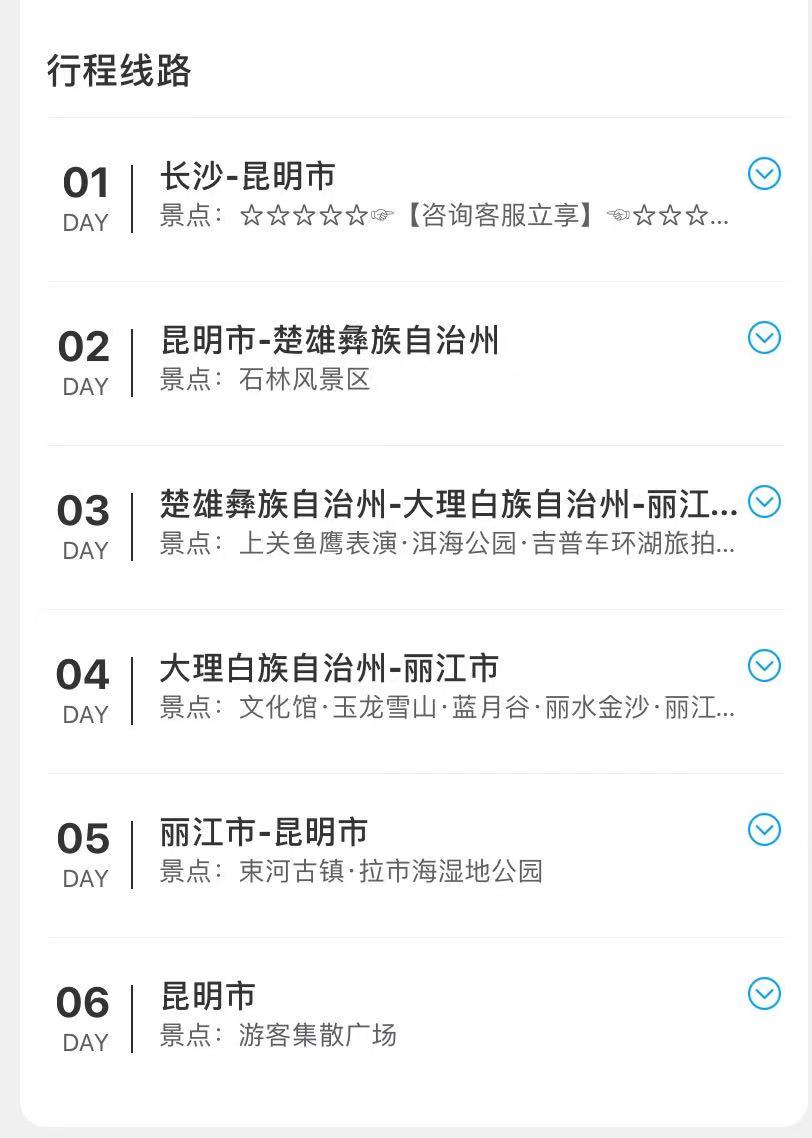 行程线路
01
DAY
长沙-昆明市
景点：☆☆☆☆☆☞【咨询客服立享】☜☆☆☆...
02
DAY
昆明市-楚雄彝族自治州
景点：石林风景区
03
DAY
楚雄彝族自治州-大理白族自治州-丽江...
景点：上关鱼鹰表演·洱海公园·吉普车环湖旅拍...
04
DAY
大理白族自治州-丽江市
景点：文化馆·玉龙雪山·蓝月谷·丽水金沙·丽江...
05
DAY
丽江市-昆明市
景点：束河古镇·拉市海湿地公园
06
DAY
昆明市
景点：游客集散广场